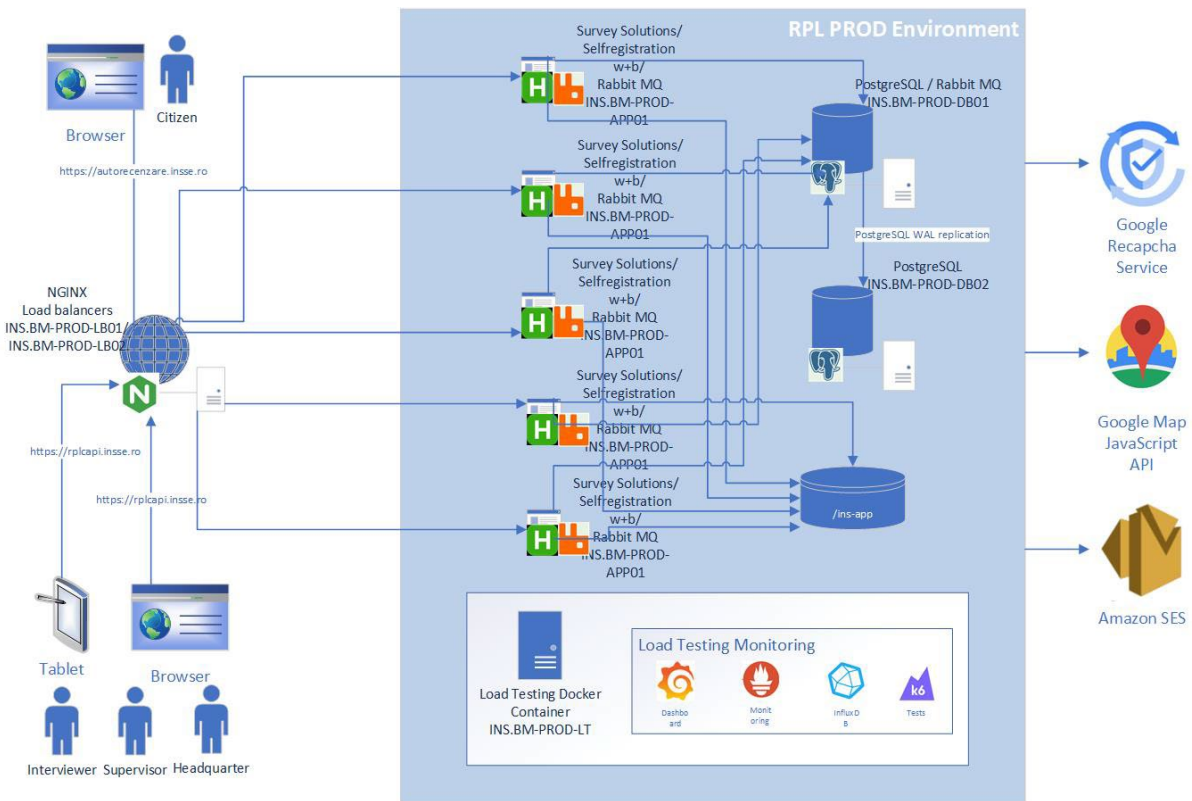 RPL PROD Environment
Citizen
Browser
https://autorecenzare.insse.ro
NGINX
Load balancers
INS.BM-PROD-LB01/
INS.BM-PROD-LB02
N
https://rplcapi.insse.ro
https://rplcapi.insse.ro
Tablet
Browser
Interviewer
Supervisor
Headquarter
Survey Solutions/
Selfregistration
w+b/
Rabbit MQ
INS.BM-PROD-
APP01
H
Survey Solutions/
Selfregistration
w+b/
Rabbit MQ
INS.BM-PROD-
APP01
H
Survey Solutions/
Selfregistration
w+b/
Rabbit MQ
INS.BM-PROD-
APP01
H
Survey Solutions/
Selfregistration
w+b/
Rabbit MQ
INS.BM-PROD-
APP01
H
Survey Solutions/
Selfregistration
w+b/
Rabbit MQ
INS.BM-PROD-
APP01
H
PostgreSQL / Rabbit MQ
INS.BM-PROD-DB01
PostgreSQL WAL replication
PostgreSQL
INS.BM-PROD-DB02
/ins-app
Load Testing Docker
Container
INS.BM-PROD-LT
Load Testing Monitoring
Dashbo
ard
Monit
oring
InfluxD
B
k6
Tests
Google
Recapcha
Service
Google Map
JavaScript
API
Amazon SES